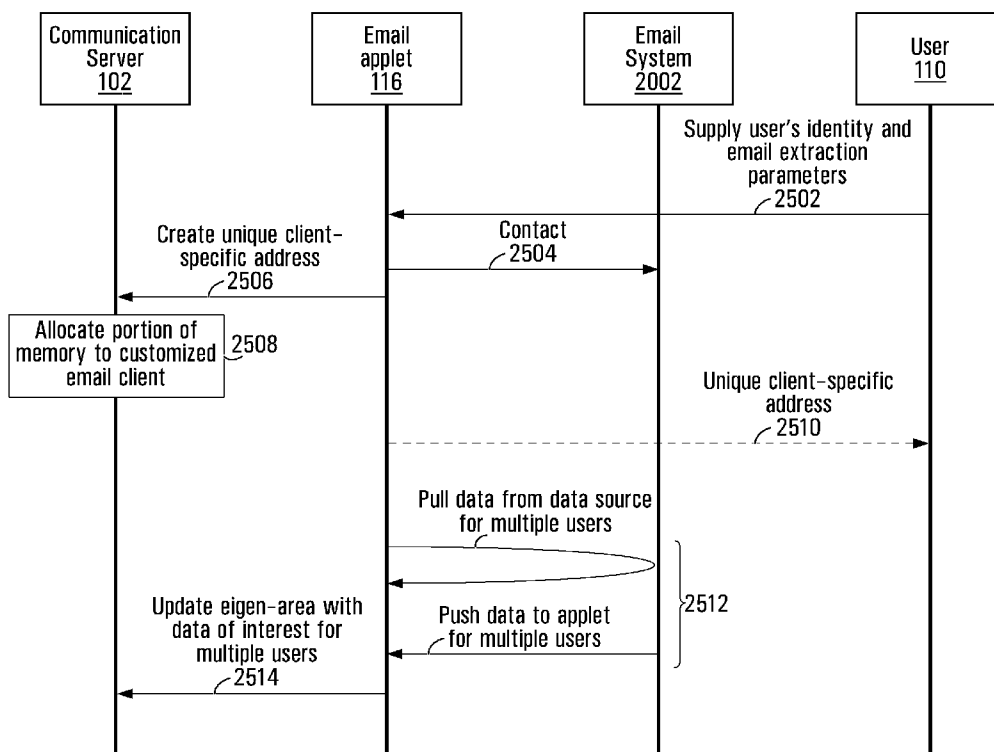 Communication
Server
102
Email
applet
116
Email
System
2002
User
110
Supply user's identity and
email extraction
parameters
2502
Create unique client-
specific address
2506
Contact
2504
Allocate portion of
memory to customized
email client
2508
Unique client-specific
address
2510
Pull data from data source
for multiple users
2512
Update eigen-area with
data of interest for
multiple users
2514
Push data to applet
for multiple users